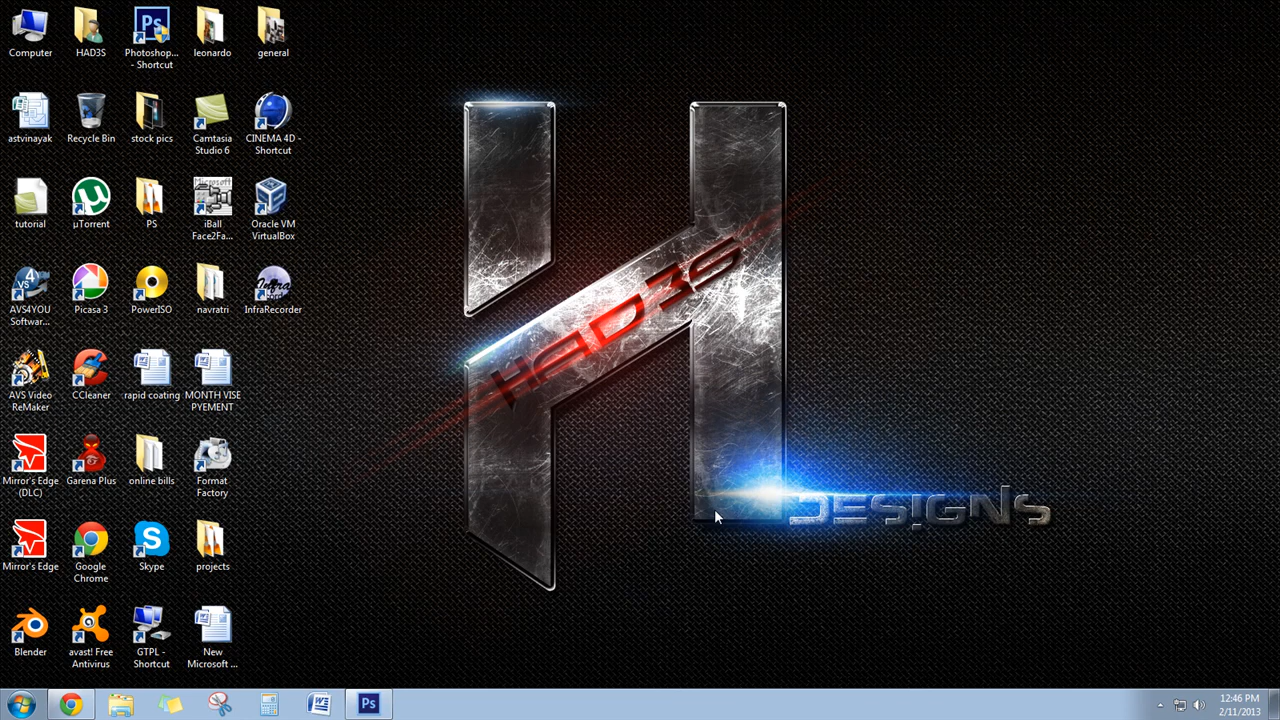 Computer
HAD3S
Photoshop...
- Shortcut
leonardo
general
astvinayak
Recycle Bin
stock pics
Camtasia
Studio 6
CINEMA 4D -
Shortcut
tutorial
µTorrent
PS
iBall
Face2Fa...
Oracle VM
VirtualBox
AVS4YOU
Softwar...
Picasa 3
PowerISO
navratri
InfraRecorder
AVS Video
ReMaker
CCleaner
rapid coating
MONTH VISE
PYEMENT
Mirror's Edge
(DLC)
Garena Plus
online bills
Format
Factory
Mirror's Edge
Google
Chrome
Skype
projects
Blender
avast! Free
Antivirus
GTPL -
Shortcut
New
Microsoft ...
HAD3S
DESIGNS
Ps
12:46 PM
2/11/2013